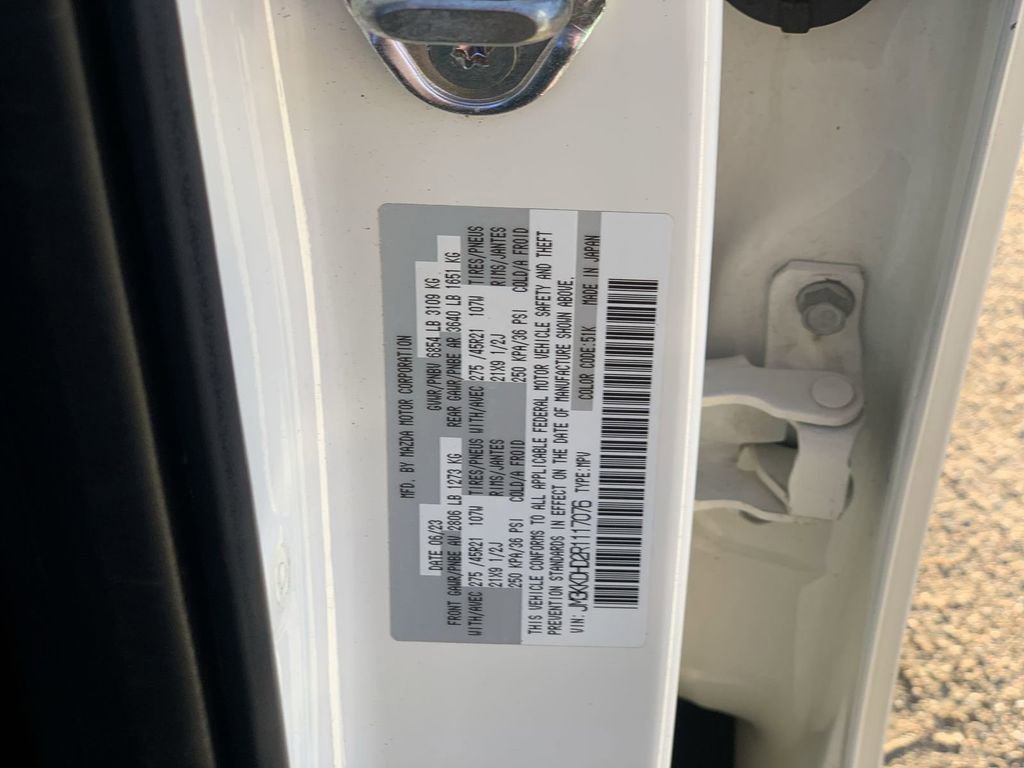 MFD. BY MAZDA MOTOR CORPORATION
DATE 06/23 GVWR/PNBV 6854 LB 3109 KG
FRONT GAWR/PNBE AV 2806 LB 1273 KG REAR GAWR/PNBE AR 3640 LB 1651 KG
WITH/AVEC 275 /45R21 107W TIRES/PNEUS WITH/AVEC 275 /45R21 107W TIRES/PNEUS
21X9 1/2J RIMS/JANTES 21X9 1/2J RIMS/JANTES
250 KPA/36 PSI COLD/A FROID 250 KPA/36 PSI COLD/A FROID
THIS VEHICLE CONFORMS TO ALL APPLICABLE FEDERAL MOTOR VEHICLE SAFETY AND THEFT
PREVENTION STANDARDS IN EFFECT ON THE DATE OF MANUFACTURE SHOWN ABOVE.
VIN: JM3KKDHD2R1117076 TYPE:MPV COLOR CODE:51K MADE IN JAPAN